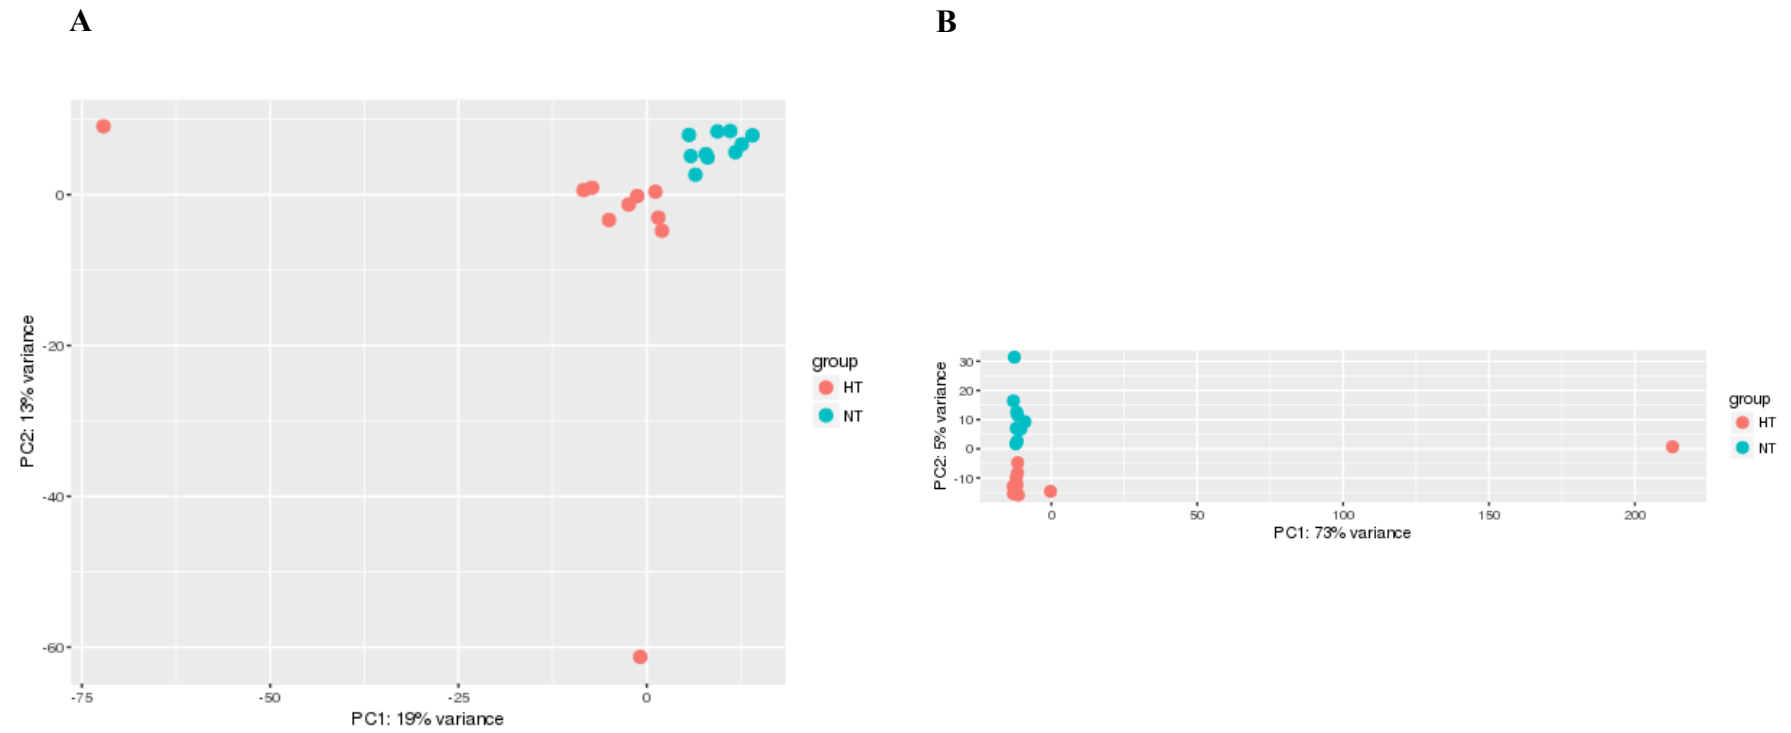 A
B
0
-20
-40
-60
PC2: 13% variance
-75
-50
-25
0
PC1: 19% variance
group
HT
NT
30
20
10
0
-10
PC2: 5% variance
0
50
100
150
200
PC1: 73% variance
group
HT
NT